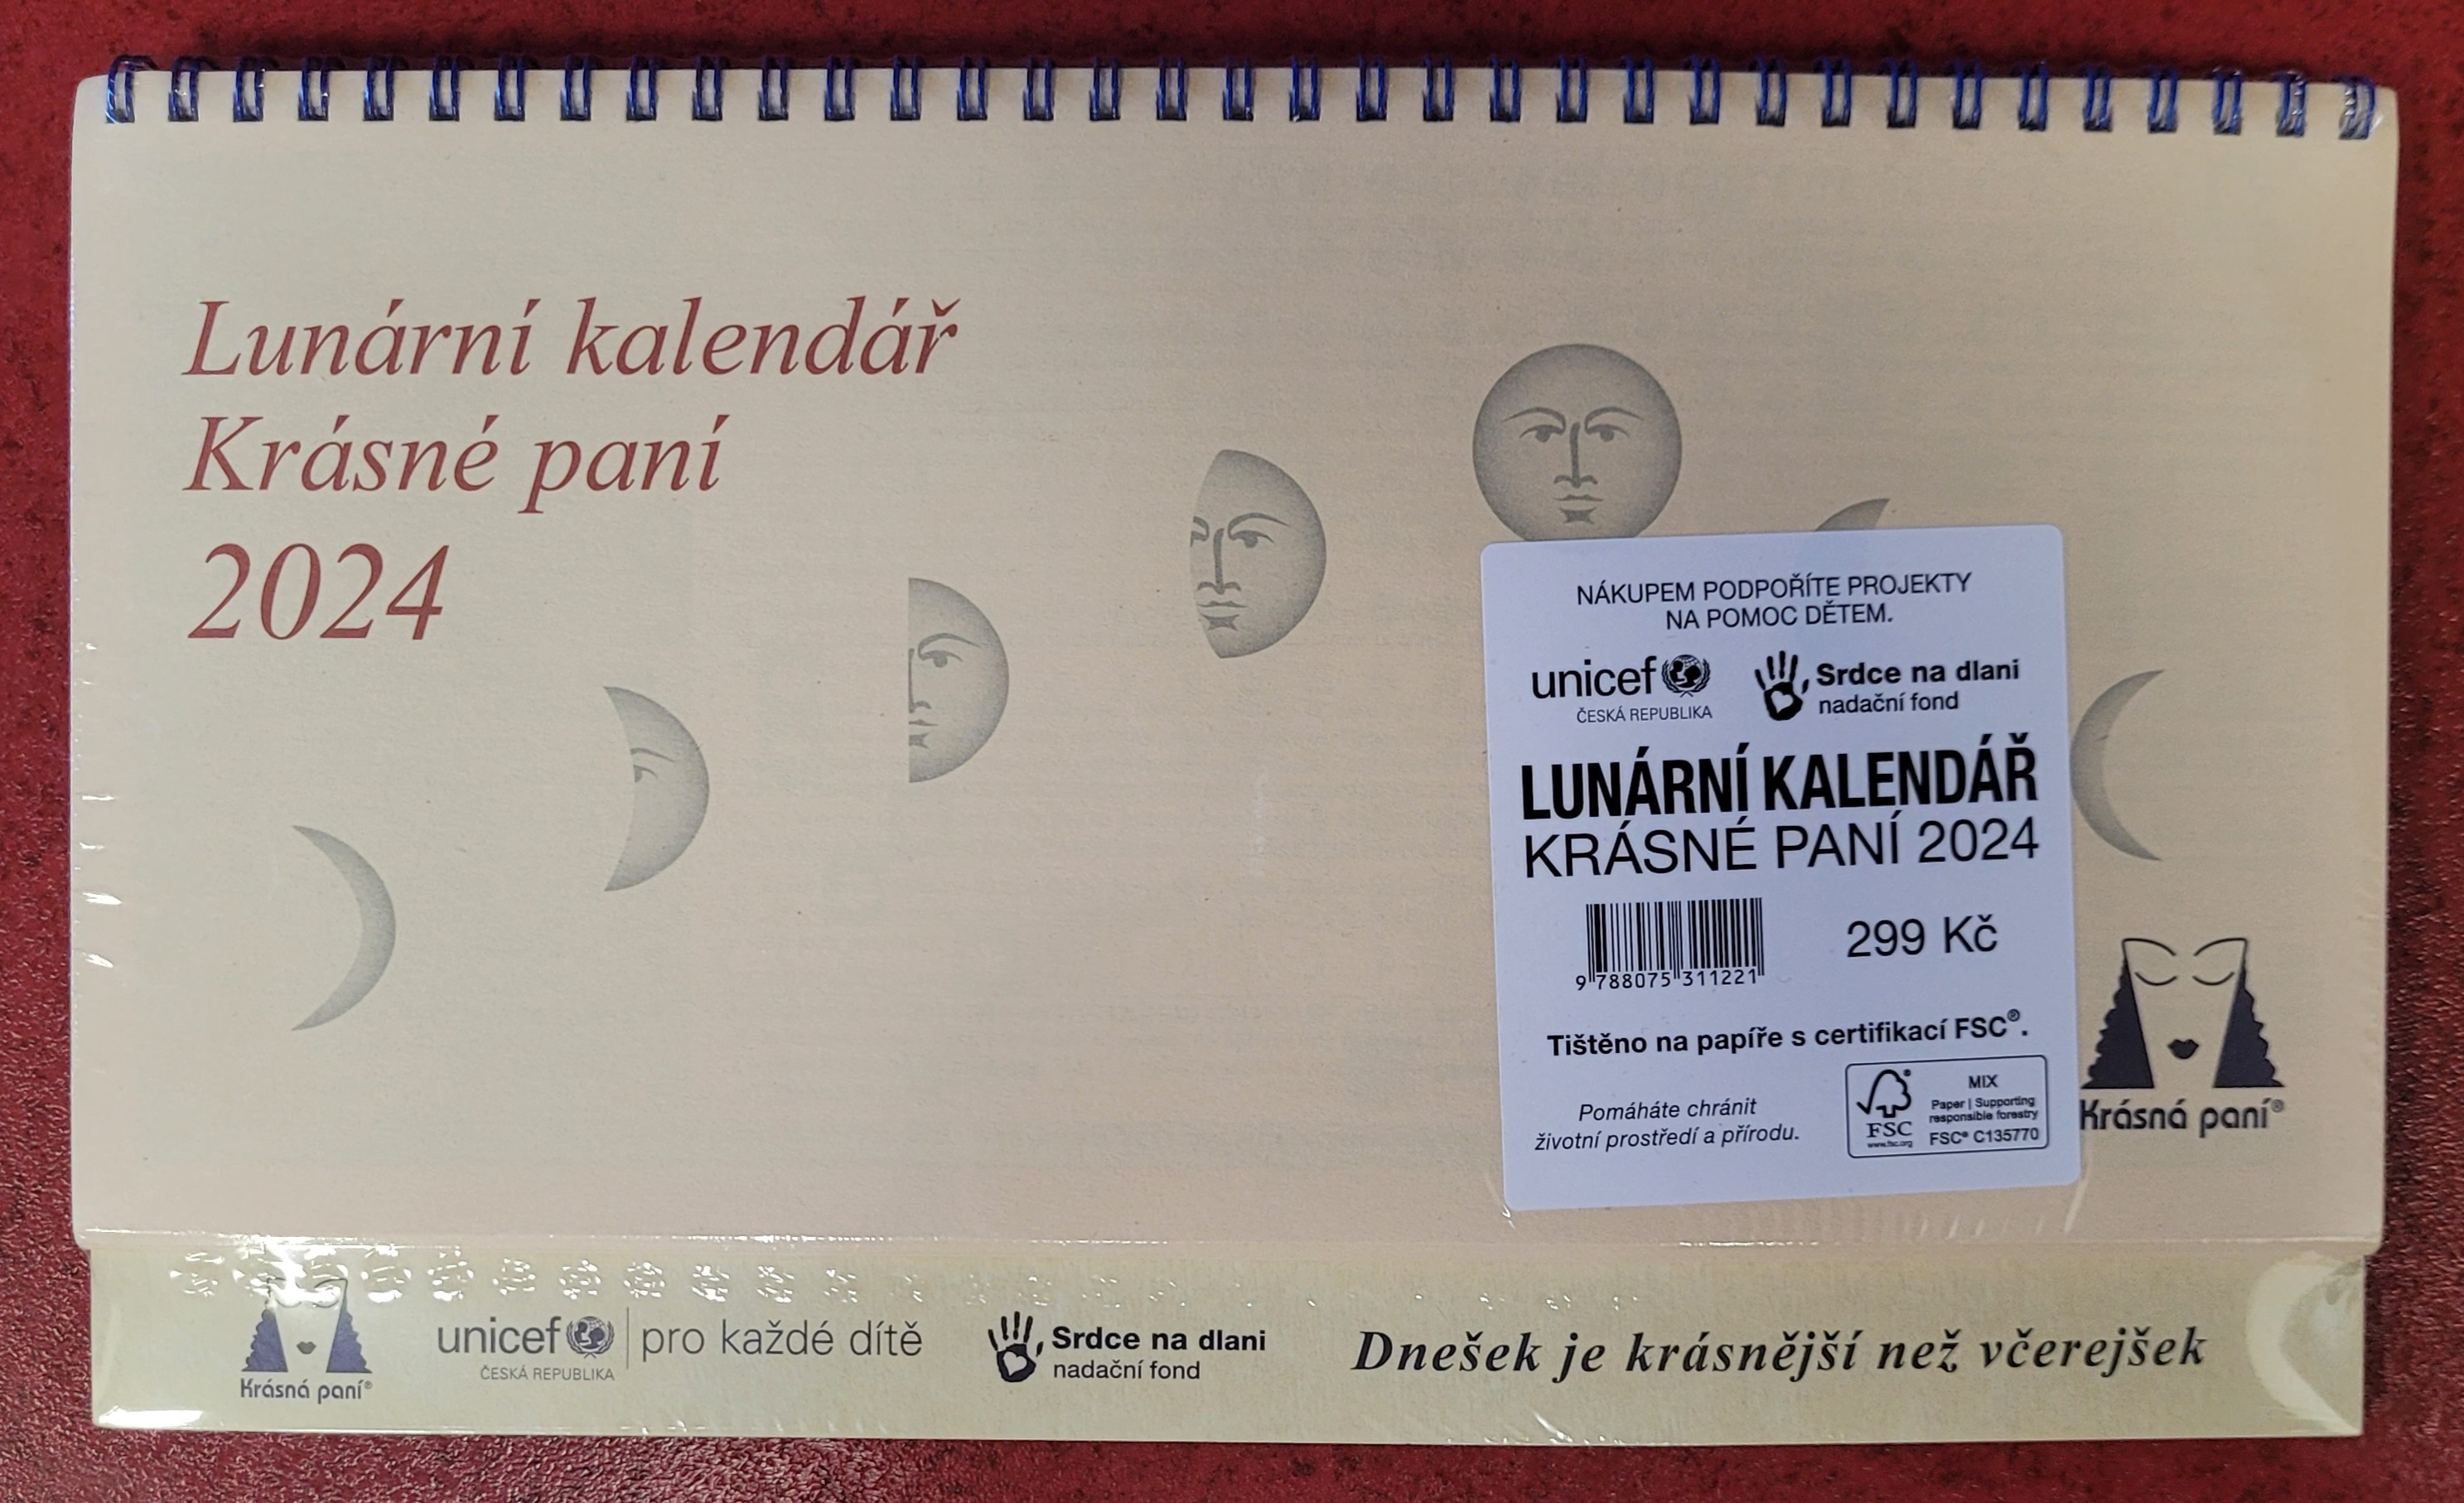 Lunární kalendář
Krásné paní
2024
NÁKUPEM PODPOŘÍTE PROJEKTY
NA POMOC DĚTEM.
unicef
ČESKÁ REPUBLIKA
Srdce na dlani
nadační fond
LUNÁRNÍ KALENDÁŘ
KRÁSNÉ PANÍ 2024
299 Kč
9 788075 311221
Tištěno na papíře s certifikací FSC®.
Pomáháte chránit
životní prostředí a přírodu.
FSC
www.fsc.org
MIX
Paper | Supporting
responsible forestry
FSC® C135770
Krásná paní®
Krásná paní®
unicef
ČESKÁ REPUBLIKA
pro každé dítě
Srdce na dlani
nadační fond
Dnešek je krásnější než včerejšek